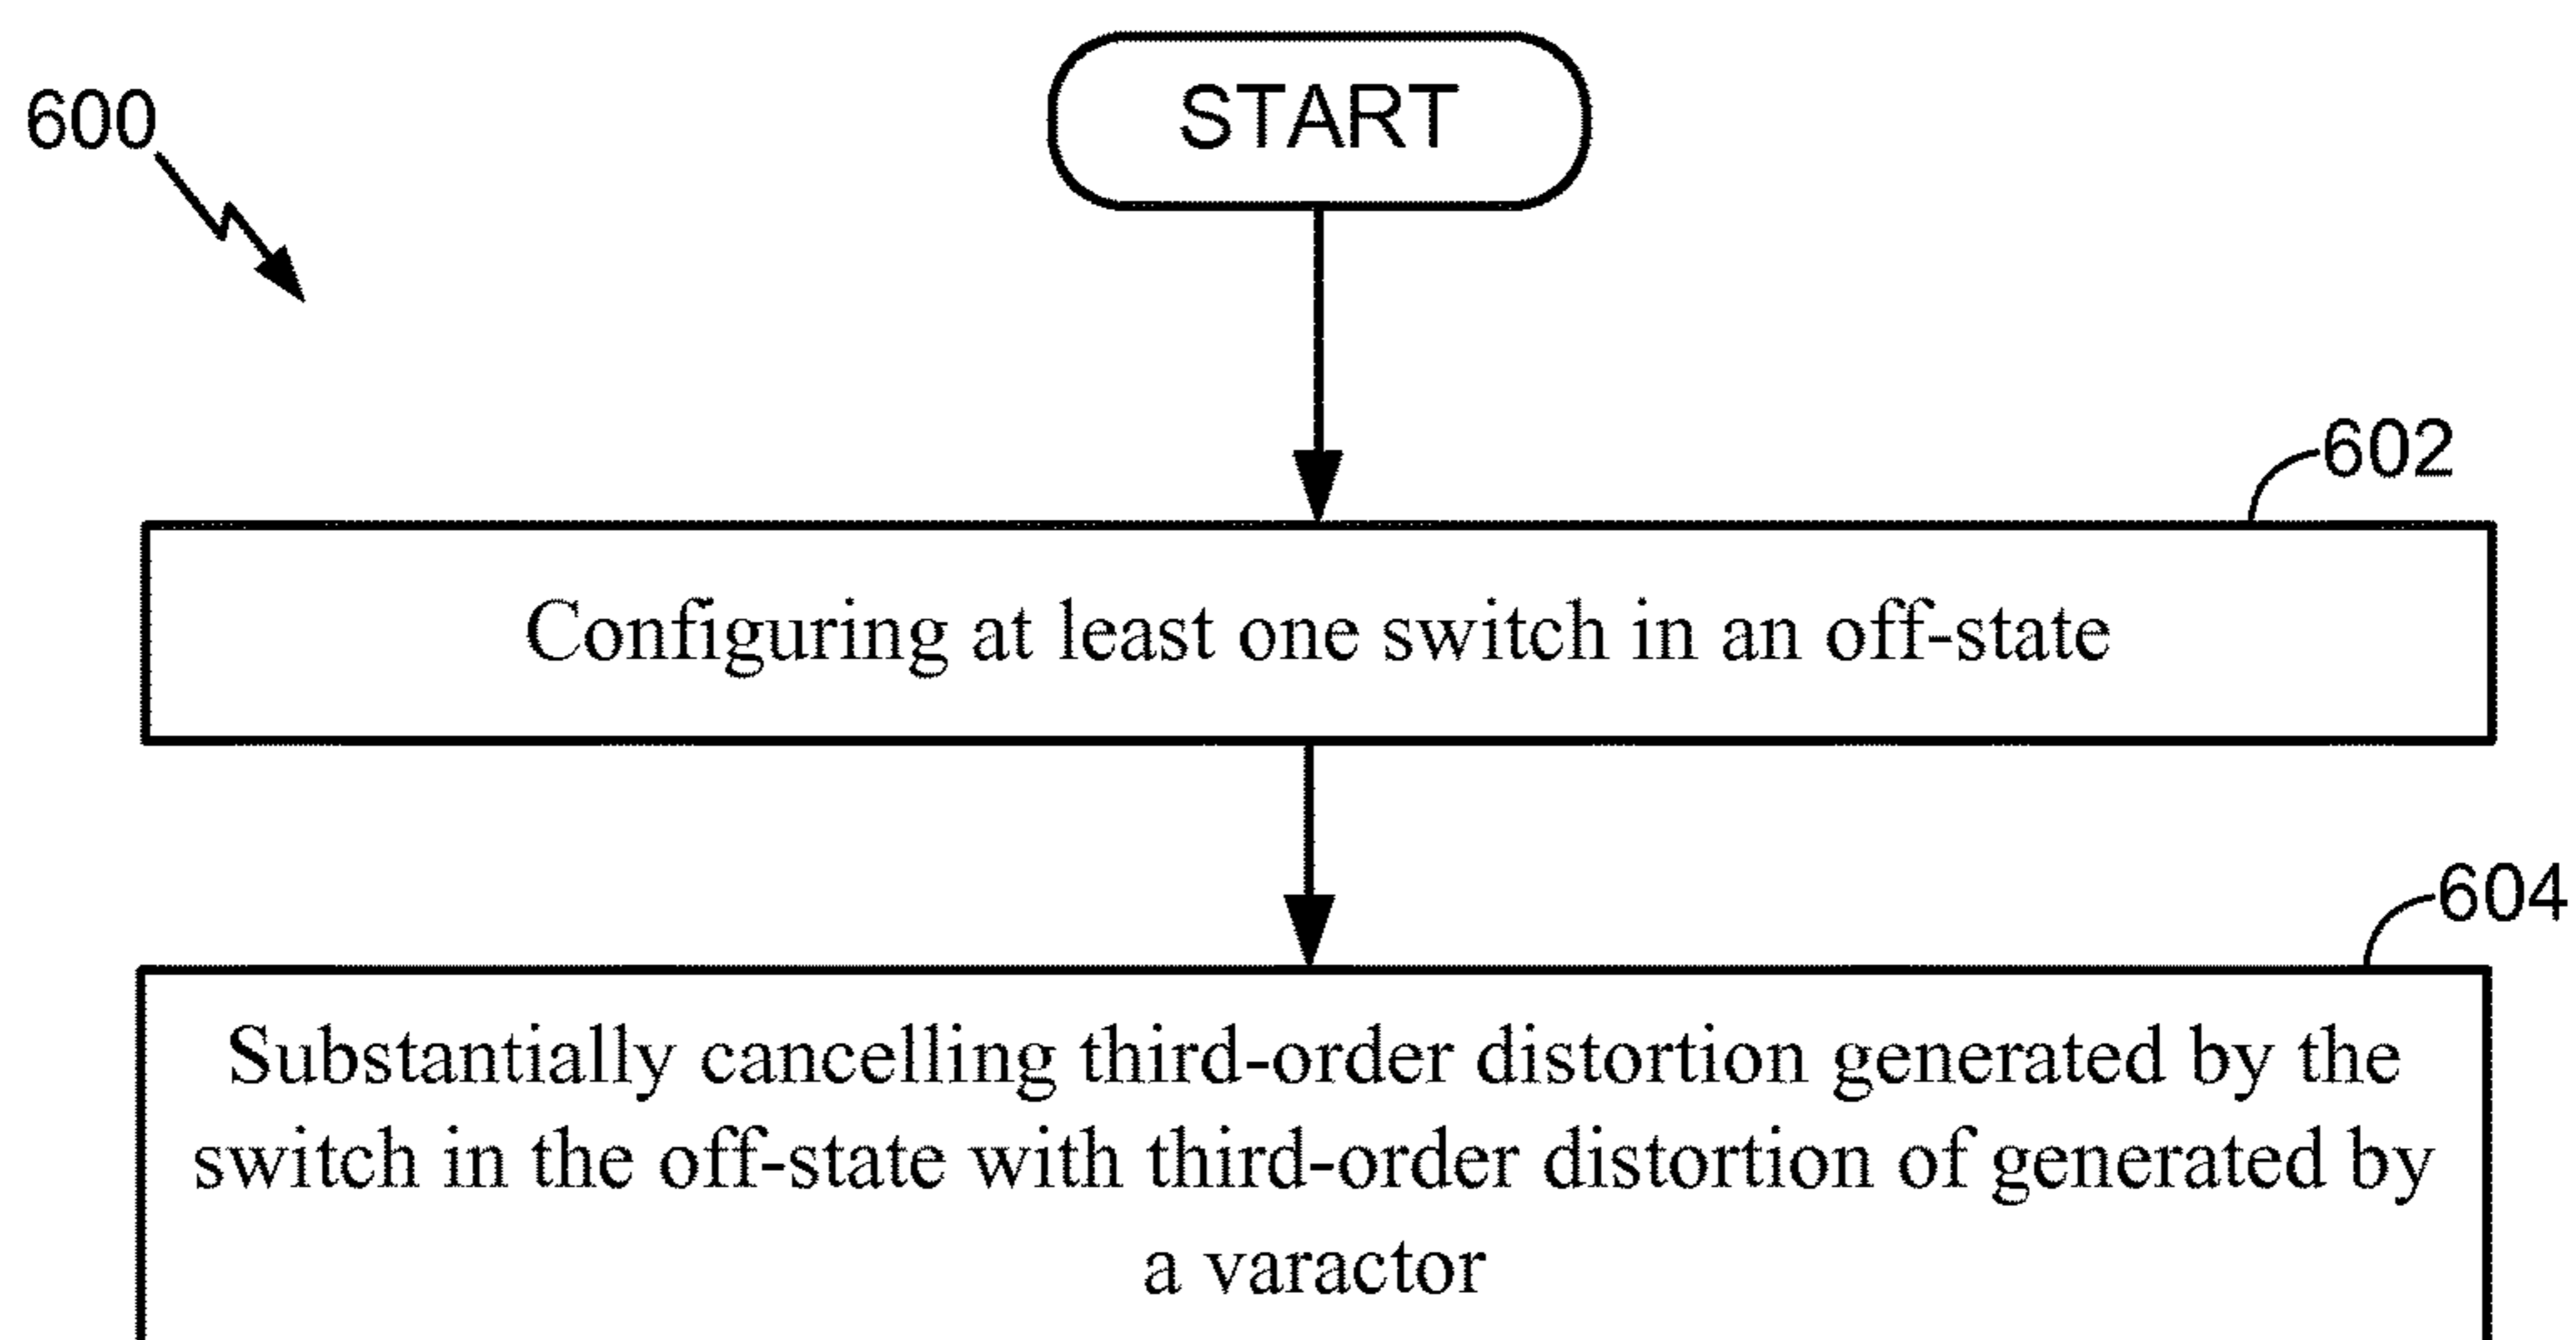 600
START
602
Configuring at least one switch in an off-state
604
Substantially cancelling third-order distortion generated by the
switch in the off-state with third-order distortion of generated by
a varactor